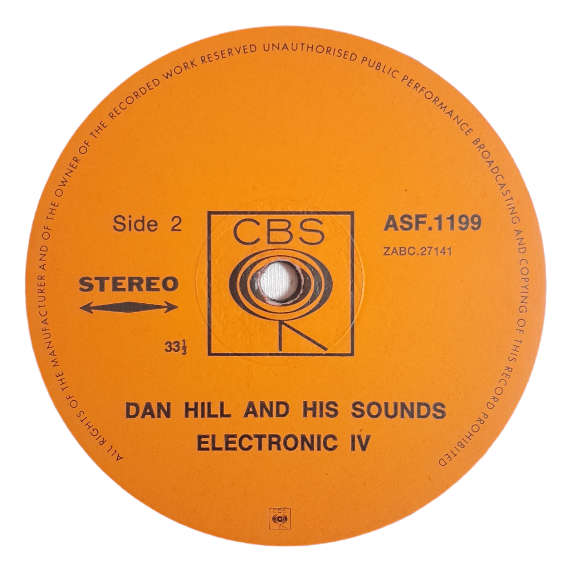 ALL RIGHTS OF THE MANUFACTURER AND OF THE OWNER OF THE RECORDED WORK RESERVED UNAUTHORISED PUBLIC PERFORMANCE BROADCASTING AND COPYING OF THIS RECORD PROHIBITED
Side 2
CBS
ASF.1199
ZABC.27141
STEREO
33⅓
DAN HILL AND HIS SOUNDS
ELECTRONIC IV